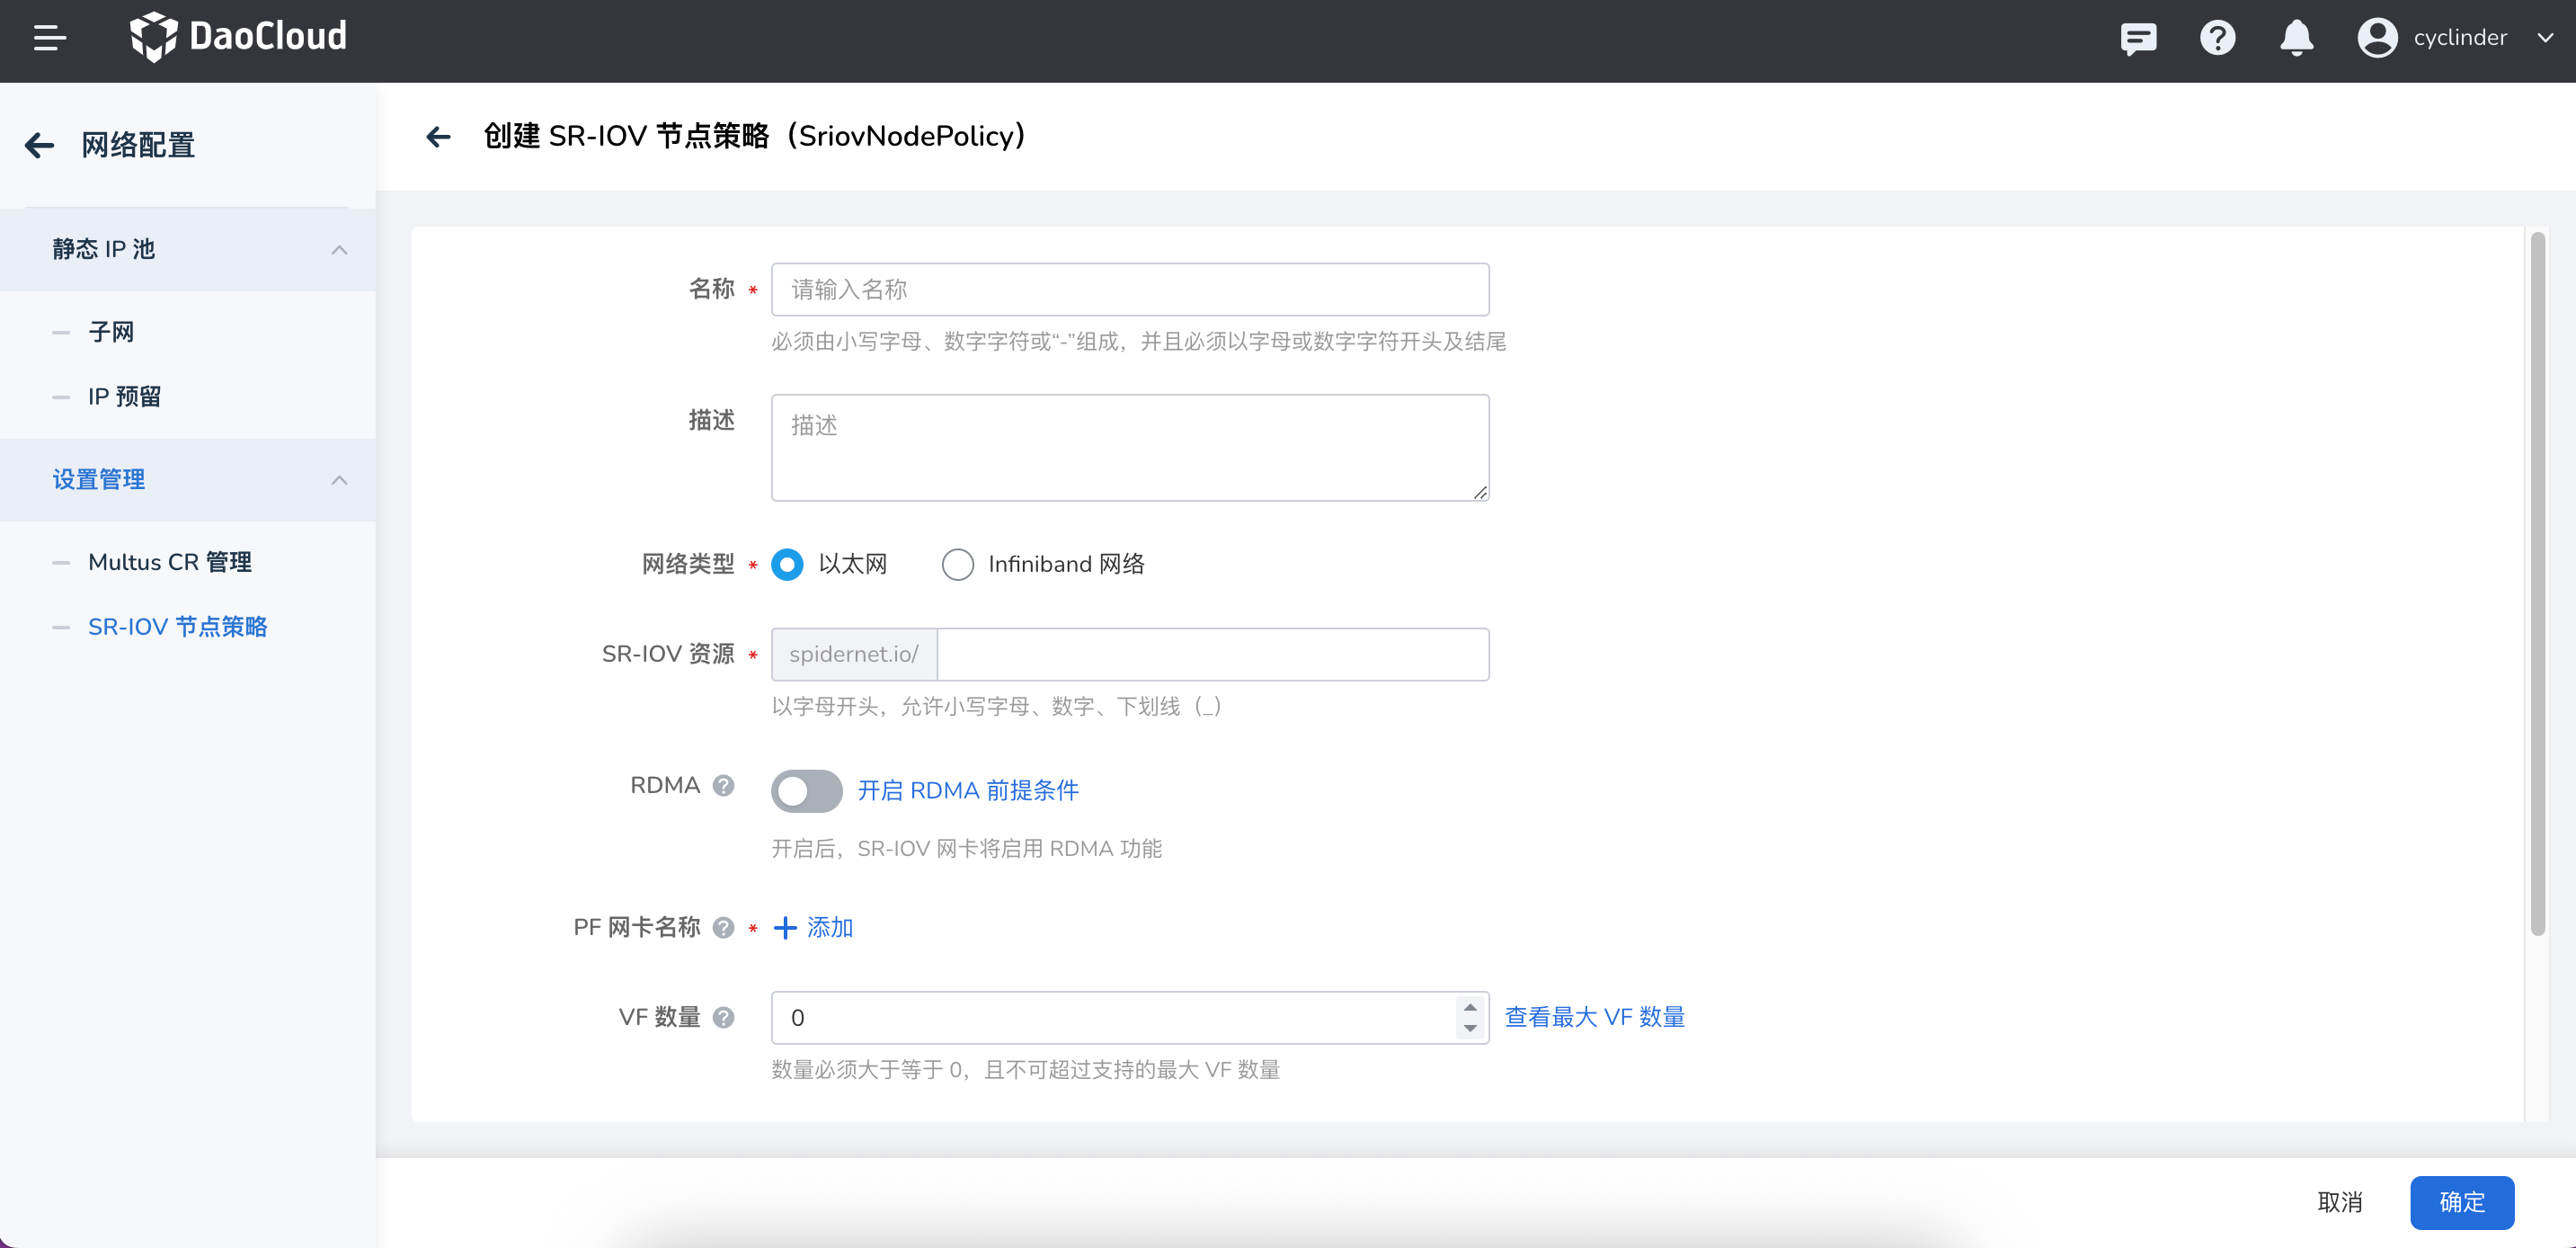 DaoCloud
cyclinder
网络配置
静态 IP 池
子网
IP 预留
设置管理
Multus CR 管理
SR-IOV 节点策略
创建 SR-IOV 节点策略（SriovNodePolicy）
名称 *
请输入名称
必须由小写字母、数字字符或“-”组成，并且必须以字母或数字字符开头及结尾
描述
描述
网络类型 * 以太网 Infiniband 网络
SR-IOV 资源 * spidernet.io/
以字母开头，允许小写字母、数字、下划线（_）
RDMA ? 开启 RDMA 前提条件
开启后，SR-IOV 网卡将启用 RDMA 功能
PF 网卡名称 ? * + 添加
VF 数量 ? 0 查看最大 VF 数量
数量必须大于等于 0，且不可超过支持的最大 VF 数量
取消 确定